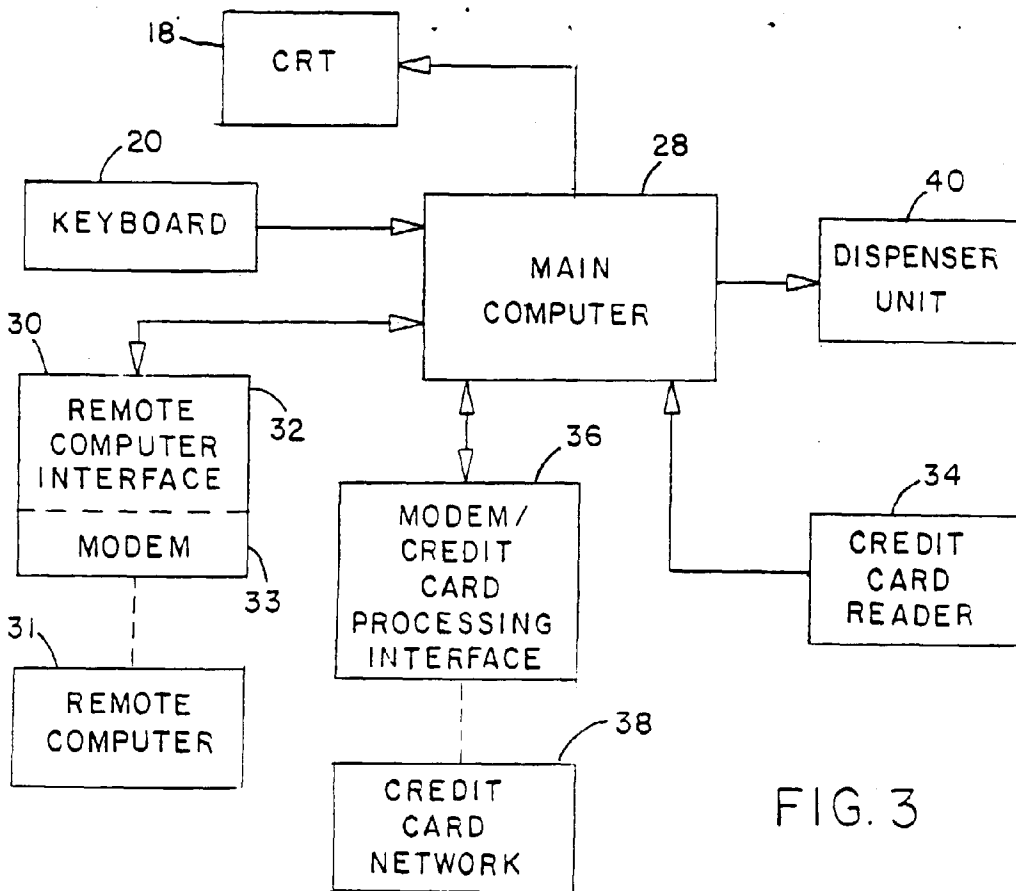 18
CRT
20
KEYBOARD
28
MAIN
COMPUTER
40
DISPENSER
UNIT
30
REMOTE
COMPUTER
INTERFACE
32
MODEM
33
31
REMOTE
COMPUTER
36
MODEM/
CREDIT
CARD
PROCESSING
INTERFACE
34
CREDIT
CARD
READER
38
CREDIT
CARD
NETWORK
FIG. 3